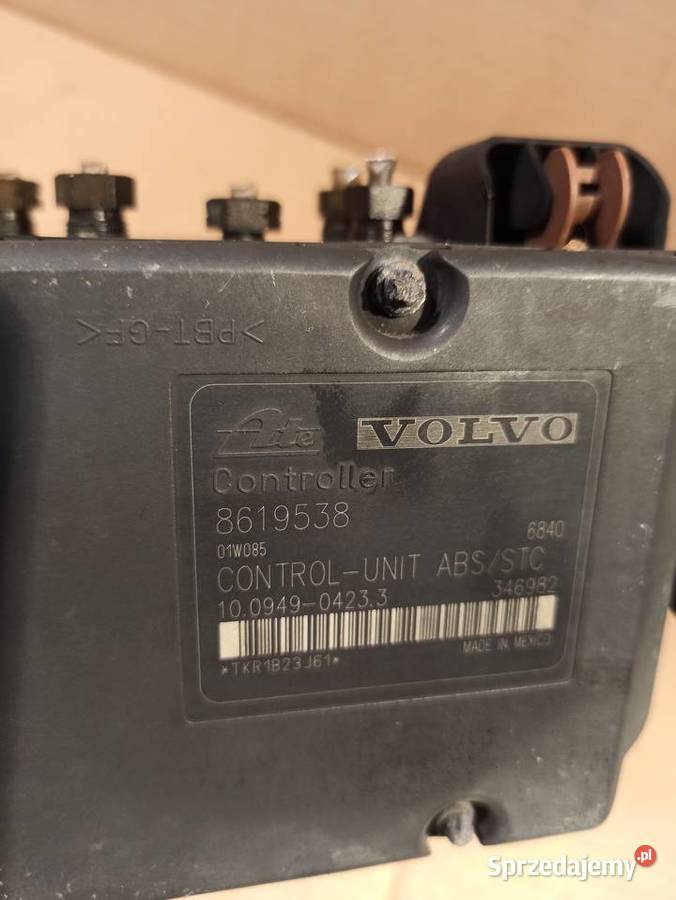 >PBT-GF<
Ate VOLVO
Controller
8619538
01W085 6840
CONTROL-UNIT ABS/STC
10.0949-0423.3 346982
*TKR1B23J61*
MADE IN MEXICO
Sprzedajemy.pl